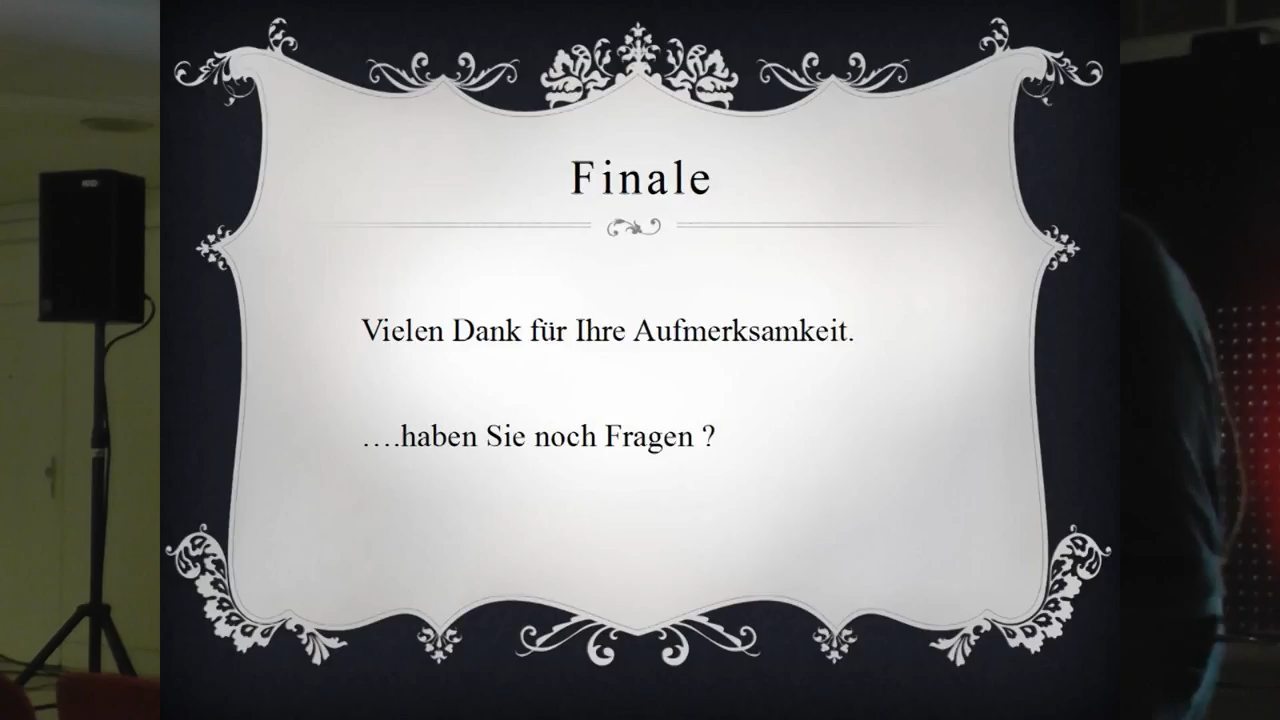 Finale
Vielen Dank für Ihre Aufmerksamkeit.
….haben Sie noch Fragen ?